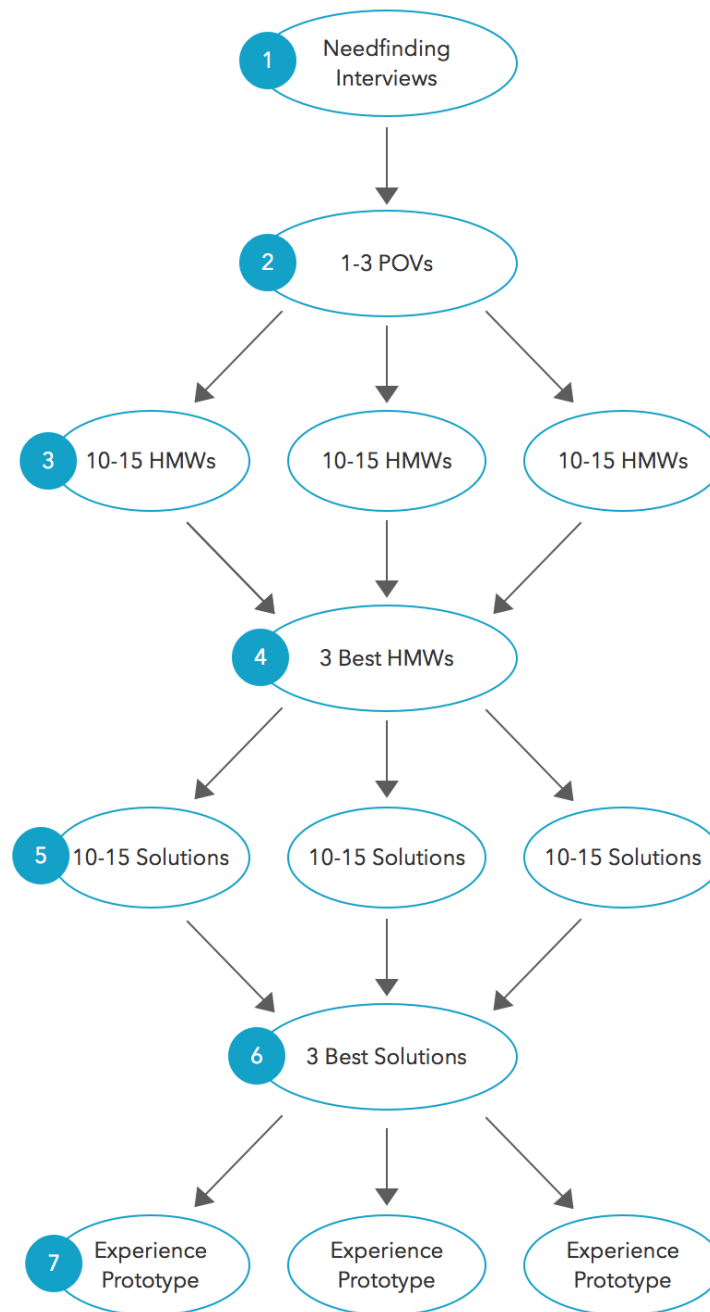 1
Needfinding
Interviews
2
1-3 POVs
3
10-15 HMWs
10-15 HMWs
10-15 HMWs
4
3 Best HMWs
5
10-15 Solutions
10-15 Solutions
10-15 Solutions
6
3 Best Solutions
7
Experience
Prototype
Experience
Prototype
Experience
Prototype